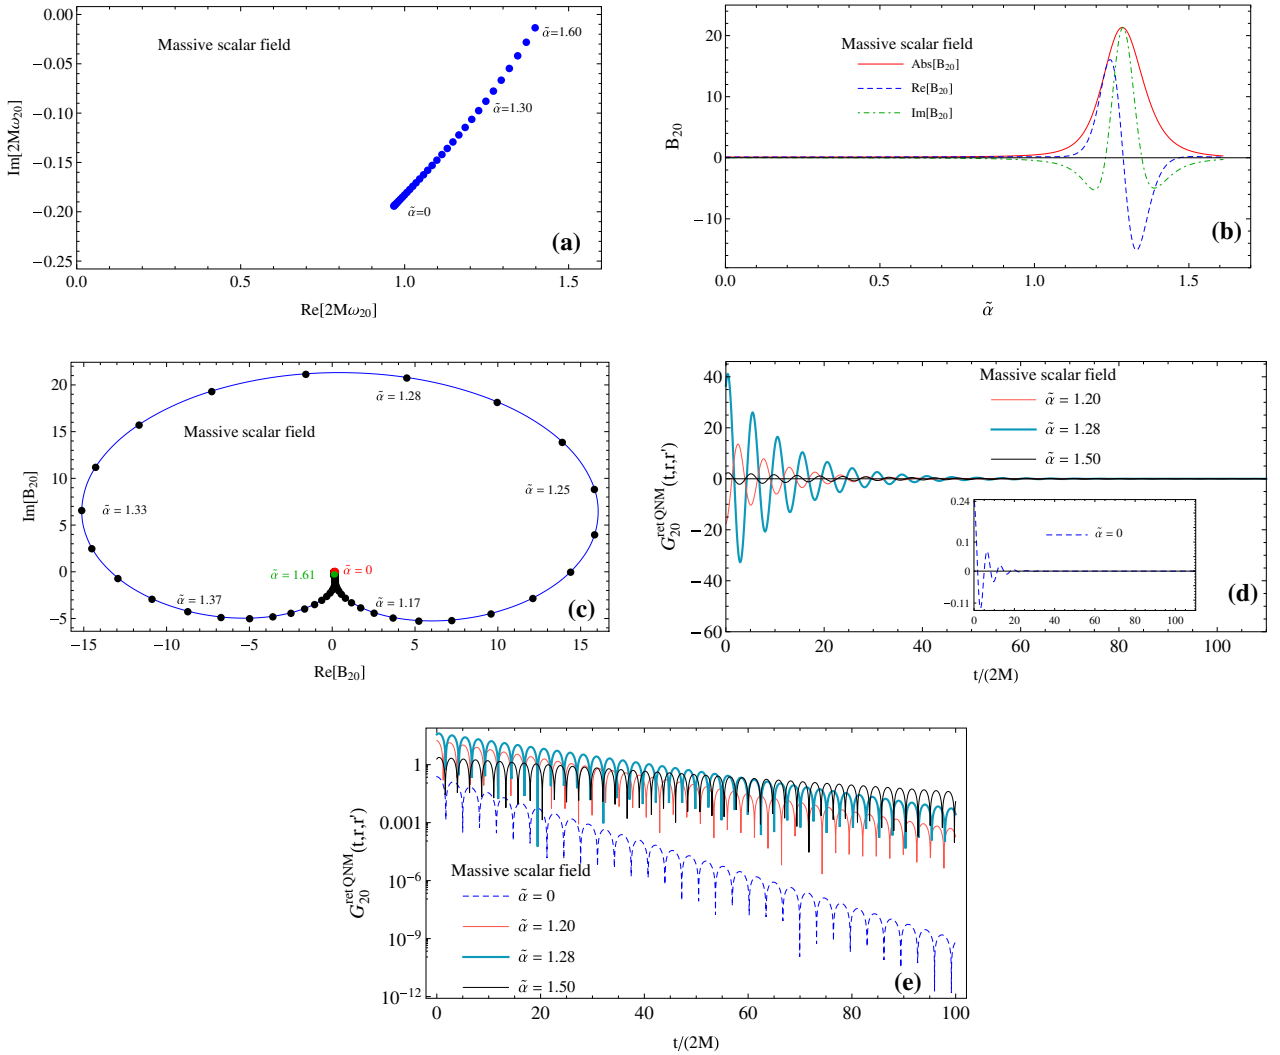 0.00
-0.05
-0.10
-0.15
-0.20
-0.25
Im[2Mω₂₀]
Massive scalar field
α̃=1.60
α̃=1.30
α̃=0
(a)
0.0
0.5
1.0
1.5
Re[2Mω₂₀]
20
10
0
−10
B₂₀
Massive scalar field
Abs[B₂₀]
Re[B₂₀]
Im[B₂₀]
(b)
0.0
0.5
1.0
1.5
α̃
20
15
10
5
0
−5
Im[B₂₀]
Massive scalar field
α̃ = 1.28
α̃ = 1.25
α̃ = 1.33
α̃ = 1.61
α̃ = 0
α̃ = 1.37
α̃ = 1.17
(c)
−15
−10
−5
0
5
10
15
Re[B₂₀]
40
20
0
−20
−40
−60
G₂₀^ret QNM(t,r,r')
Massive scalar field
α̃ = 1.20
α̃ = 1.28
α̃ = 1.50
0.24
0.1
0
−0.11
α̃ = 0
0
20
40
60
80
100
(d)
0
20
40
60
80
100
t/(2M)
1
0.001
10⁻⁶
10⁻⁹
10⁻¹²
G₂₀^ret QNM(t,r,r')
Massive scalar field
α̃ = 0
α̃ = 1.20
α̃ = 1.28
α̃ = 1.50
(e)
0
20
40
60
80
100
t/(2M)